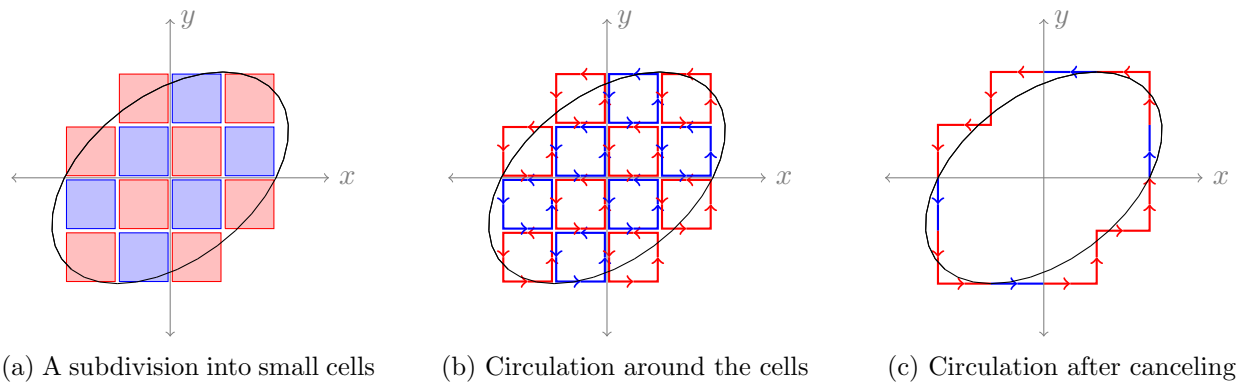 y
x
y
x
y
x
(a) A subdivision into small cells
(b) Circulation around the cells
(c) Circulation after canceling